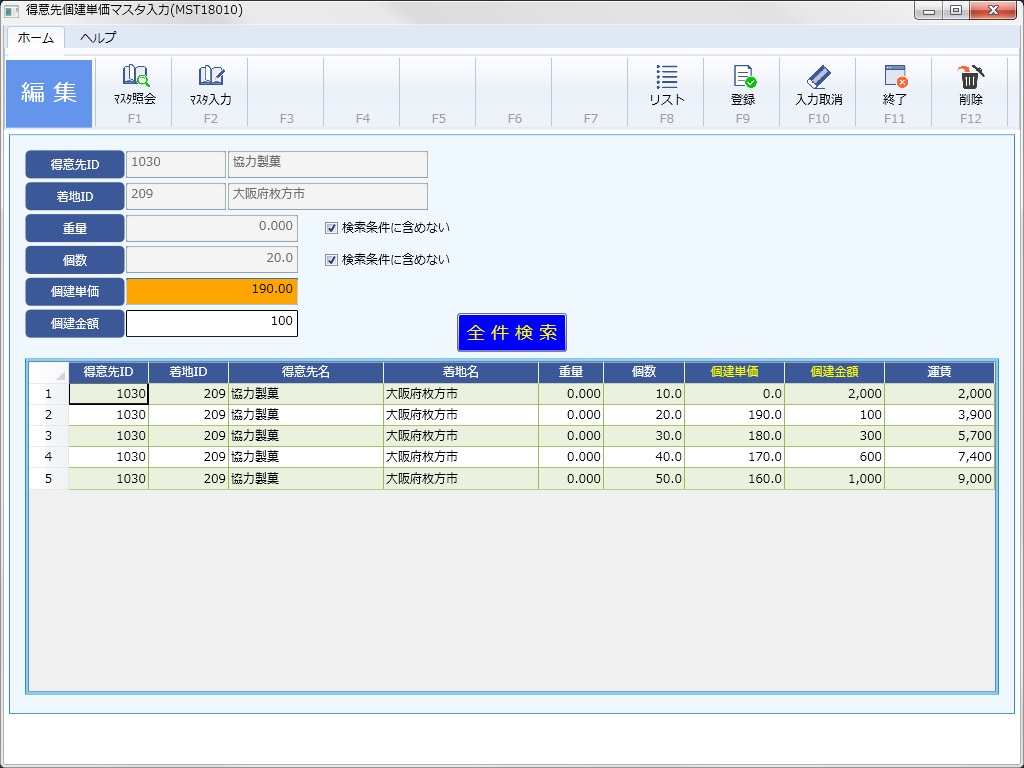 得意先個建単価マスタ入力(MST18010)
ホーム ヘルプ
編集 ﾏｽﾀ照会 ﾏｽﾀ入力 リスト 登録 入力取消 終了 削除
F1 F2 F3 F4 F5 F6 F7 F8 F9 F10 F11 F12
得意先ID 1030 協力製菓
着地ID 209 大阪府枚方市
重量 0.000 検索条件に含めない
個数 20.0 検索条件に含めない
個建単価 190.00
個建金額 100
全件検索
得意先ID 着地ID 得意先名 着地名 重量 個数 個建単価 個建金額 運賃
1 1030 209 協力製菓 大阪府枚方市 0.000 10.0 0.0 2,000 2,000
2 1030 209 協力製菓 大阪府枚方市 0.000 20.0 190.0 100 3,900
3 1030 209 協力製菓 大阪府枚方市 0.000 30.0 180.0 300 5,700
4 1030 209 協力製菓 大阪府枚方市 0.000 40.0 170.0 600 7,400
5 1030 209 協力製菓 大阪府枚方市 0.000 50.0 160.0 1,000 9,000